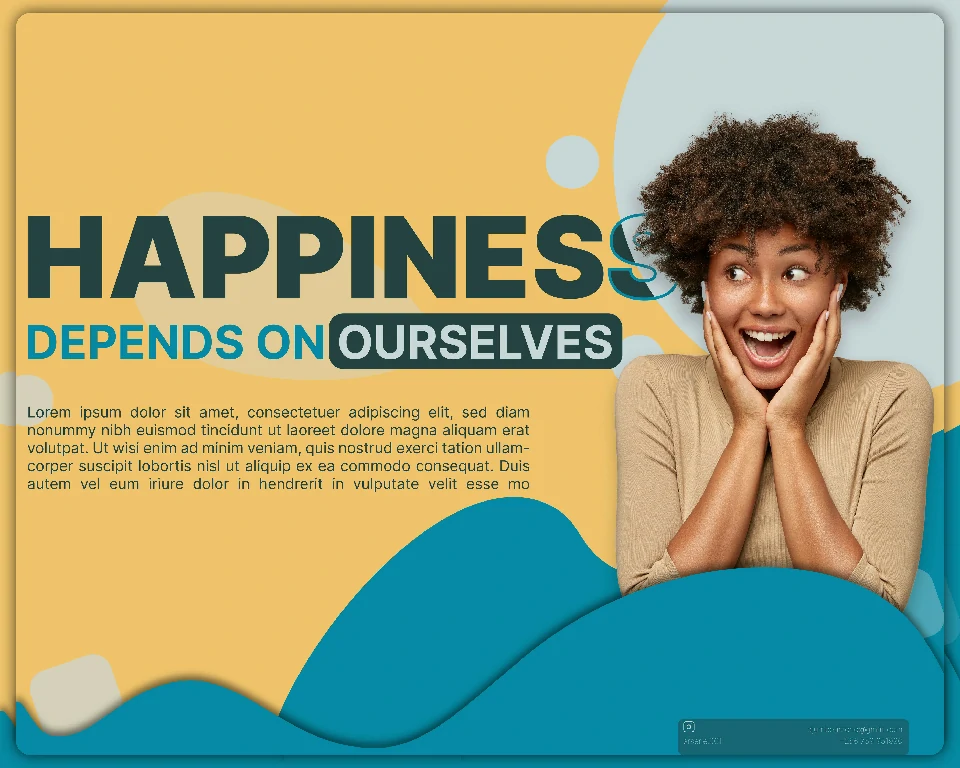 HAPPINESS
DEPENDS ON OURSELVES
Lorem ipsum dolor sit amet, consectetuer adipiscing elit, sed diam
nonummy nibh euismod tincidunt ut laoreet dolore magna aliquam erat
volutpat. Ut wisi enim ad minim veniam, quis nostrud exerci tation ullam-
corper suscipit lobortis nisl ut aliquip ex ea commodo consequat. Duis
autem vel eum iriure dolor in hendrerit in vulputate velit esse mo